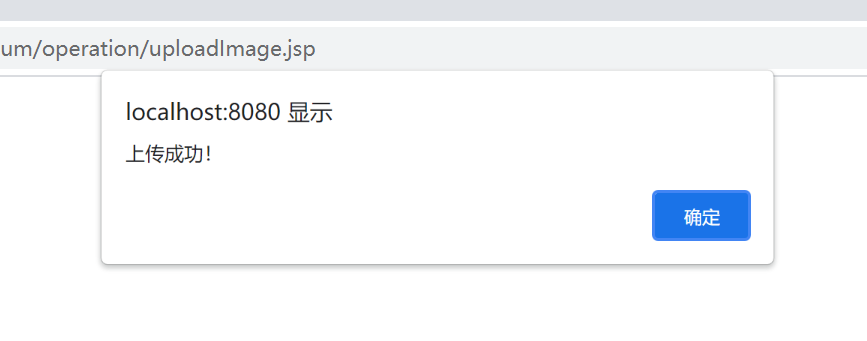 um/operation/uploadImage.jsp
localhost:8080 显示
上传成功!
确定